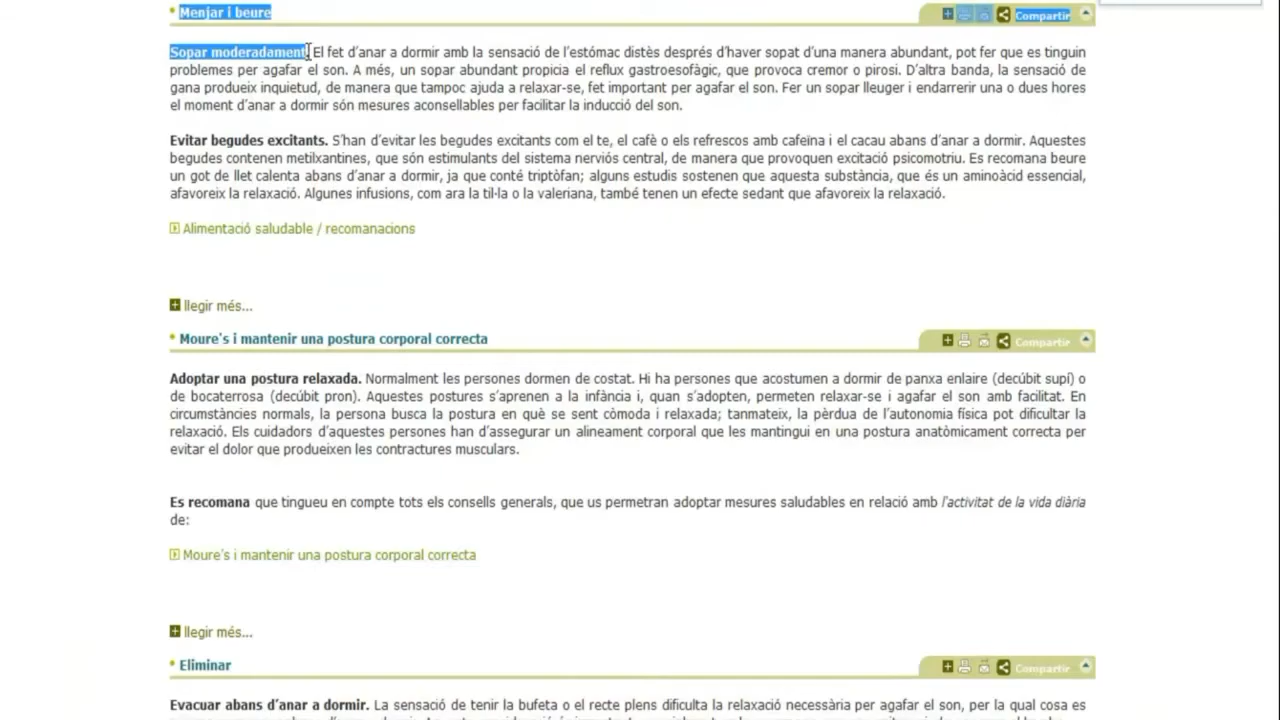 Menjar i beure
Compartir
Sopar moderadament. El fet d'anar a dormir amb la sensació de l'estómac distès després d'haver sopat d'una manera abundant, pot fer que es tinguin
problemes per agafar el son. A més, un sopar abundant propicia el reflux gastroesofàgic, que provoca cremor o pirosi. D'altra banda, la sensació de
gana produeix inquietud, de manera que tampoc ajuda a relaxar-se, fet important per agafar el son. Fer un sopar lleuger i endarrerir una o dues hores
el moment d'anar a dormir són mesures aconsellables per facilitar la inducció del son.
Evitar begudes excitants. S'han d'evitar les begudes excitants com el te, el cafè o els refrescos amb cafeïna i el cacau abans d'anar a dormir. Aquestes
begudes contenen metilxantines, que són estimulants del sistema nerviós central, de manera que provoquen excitació psicomotriu. Es recomana beure
un got de llet calenta abans d'anar a dormir, ja que conté triptòfan; alguns estudis sostenen que aquesta substància, que és un aminoàcid essencial,
afavoreix la relaxació. Algunes infusions, com ara la til·la o la valeriana, també tenen un efecte sedant que afavoreix la relaxació.
Alimentació saludable / recomanacions
llegir més...
Moure's i mantenir una postura corporal correcta
Compartir
Adoptar una postura relaxada. Normalment les persones dormen de costat. Hi ha persones que acostumen a dormir de panxa enlaire (decúbit supí) o
de bocaterrosa (decúbit pron). Aquestes postures s'aprenen a la infància i, quan s'adopten, permeten relaxar-se i agafar el son amb facilitat. En
circumstàncies normals, la persona busca la postura en què se sent còmoda i relaxada; tanmateix, la pèrdua de l'autonomia física pot dificultar la
relaxació. Els cuidadors d'aquestes persones han d'assegurar un alineament corporal que les mantingui en una postura anatòmicament correcta per
evitar el dolor que produeixen les contractures musculars.
Es recomana que tingueu en compte tots els consells generals, que us permetran adoptar mesures saludables en relació amb l'activitat de la vida diària
de:
Moure's i mantenir una postura corporal correcta
llegir més...
Eliminar
Compartir
Evacuar abans d'anar a dormir. La sensació de tenir la bufeta o el recte plens dificulta la relaxació necessària per agafar el son, per la qual cosa es